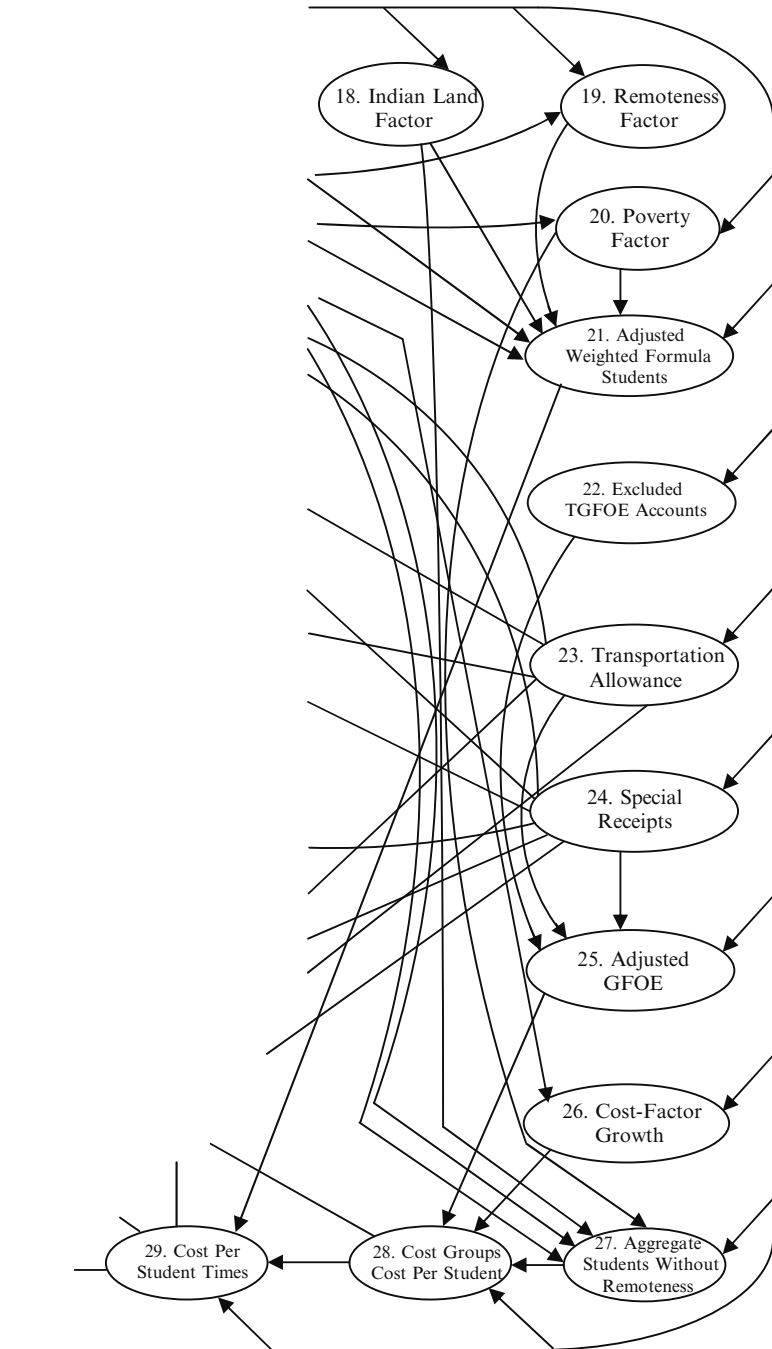 18. Indian Land
Factor
19. Remoteness
Factor
20. Poverty
Factor
21. Adjusted
Weighted Formula
Students
22. Excluded
TGFOE Accounts
23. Transportation
Allowance
24. Special
Receipts
25. Adjusted
GFOE
26. Cost-Factor
Growth
29. Cost Per
Student Times
28. Cost Groups
Cost Per Student
27. Aggregate
Students Without
Remoteness